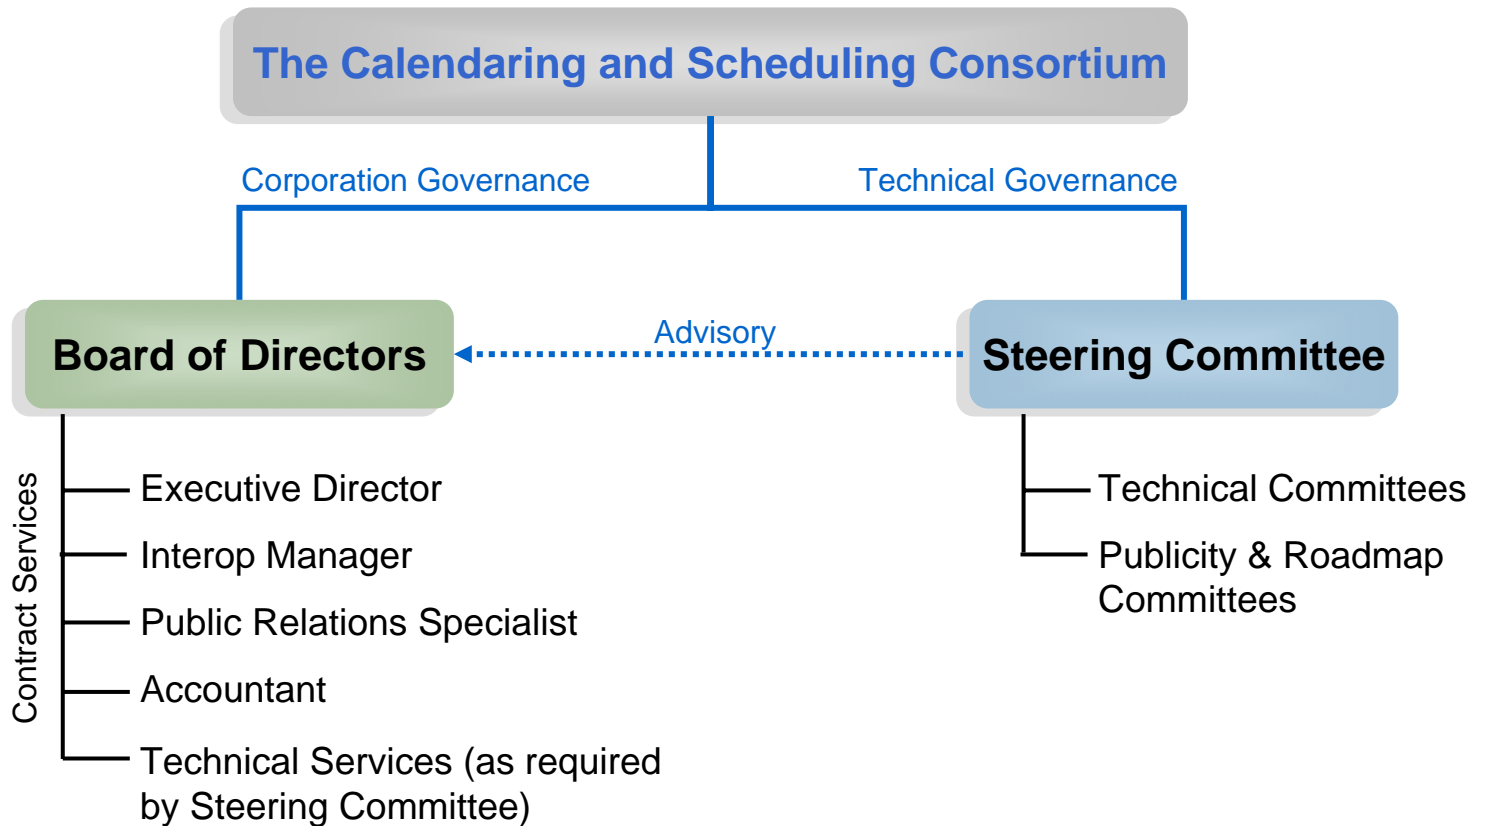 The Calendaring and Scheduling Consortium
Corporation Governance
Technical Governance
Board of Directors
Advisory
Steering Committee
Contract Services
Executive Director
Interop Manager
Public Relations Specialist
Accountant
Technical Services (as required
by Steering Committee)
Technical Committees
Publicity & Roadmap
Committees